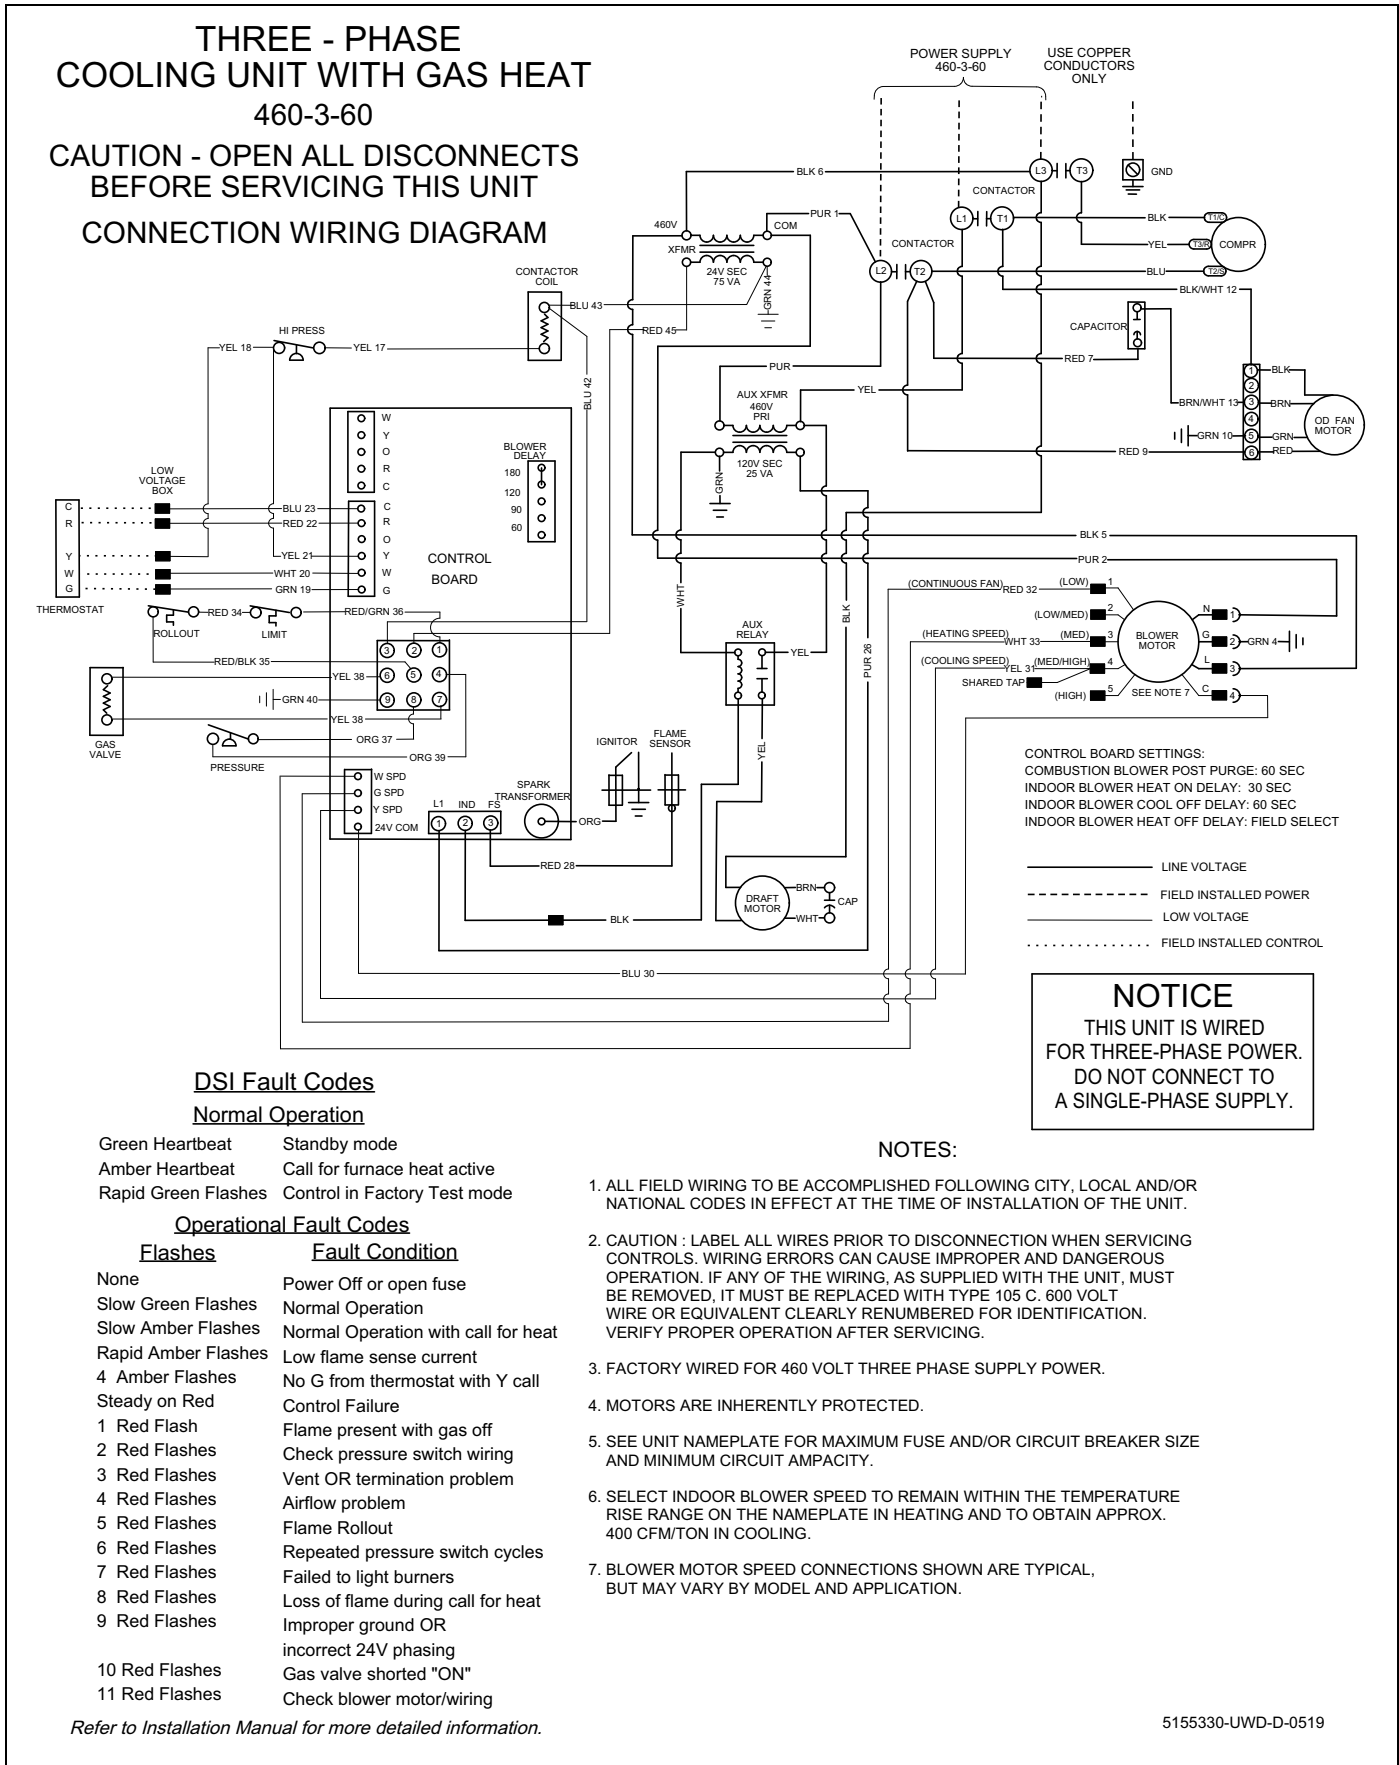 THREE - PHASE
COOLING UNIT WITH GAS HEAT
460-3-60
CAUTION - OPEN ALL DISCONNECTS
BEFORE SERVICING THIS UNIT
CONNECTION WIRING DIAGRAM
POWER SUPPLY
460-3-60
USE COPPER
CONDUCTORS
ONLY
BLK 6
L3
T3
GND
CONTACTOR
460V
COM
PUR 1
L1
T1
BLK
T1/C
XFMR
CONTACTOR
YEL
T3/R
COMPR
24V SEC
75 VA
L2
T2
BLU
T2/S
CONTACTOR
COIL
BLU 43
GRN 44
BLK/WHT 12
RED 45
CAPACITOR
HI PRESS
YEL 18
YEL 17
RED 7
PUR
BLU 42
AUX XFMR
460V
PRI
YEL
1
BLK
2
BRN/WHT 13
3
BRN
4
OD FAN
MOTOR
GRN 10
5
GRN
RED 9
6
RED
120V SEC
25 VA
GRN
W
Y
O
R
C
BLOWER
DELAY
180
120
90
60
LOW
VOLTAGE
BOX
C
BLU 23
C
R
RED 22
R
O
Y
YEL 21
Y
W
WHT 20
W
G
GRN 19
G
THERMOSTAT
CONTROL
BOARD
BLK 5
PUR 2
WHT
BLK
PUR 26
(CONTINUOUS FAN)
RED 32
(LOW)
1
(LOW/MED)
2
(HEATING SPEED)
WHT 33
(MED)
3
(COOLING SPEED)
YEL 31
(MED/HIGH)
4
SHARED TAP
(HIGH)
5
BLOWER
MOTOR
SEE NOTE 7
N
1
G
2
GRN 4
L
3
C
4
ROLLOUT
RED 34
LIMIT
RED/GRN 36
RED/BLK 35
3
2
1
6
5
4
9
8
7
YEL 38
GRN 40
YEL 38
GAS
VALVE
ORG 37
ORG 39
PRESSURE
AUX
RELAY
YEL
YEL
W SPD
G SPD
Y SPD
24V COM
L1
IND
FS
1
2
3
SPARK
TRANSFORMER
ORG
IGNITOR
FLAME
SENSOR
RED 28
BLK
DRAFT
MOTOR
BRN
WHT
CAP
BLU 30
CONTROL BOARD SETTINGS:
COMBUSTION BLOWER POST PURGE: 60 SEC
INDOOR BLOWER HEAT ON DELAY: 30 SEC
INDOOR BLOWER COOL OFF DELAY: 60 SEC
INDOOR BLOWER HEAT OFF DELAY: FIELD SELECT
LINE VOLTAGE
FIELD INSTALLED POWER
LOW VOLTAGE
FIELD INSTALLED CONTROL
NOTICE
THIS UNIT IS WIRED
FOR THREE-PHASE POWER.
DO NOT CONNECT TO
A SINGLE-PHASE SUPPLY.
DSI Fault Codes
Normal Operation
Green Heartbeat Standby mode
Amber Heartbeat Call for furnace heat active
Rapid Green Flashes Control in Factory Test mode
Operational Fault Codes
Flashes Fault Condition
None Power Off or open fuse
Slow Green Flashes Normal Operation
Slow Amber Flashes Normal Operation with call for heat
Rapid Amber Flashes Low flame sense current
4 Amber Flashes No G from thermostat with Y call
Steady on Red Control Failure
1 Red Flash Flame present with gas off
2 Red Flashes Check pressure switch wiring
3 Red Flashes Vent OR termination problem
4 Red Flashes Airflow problem
5 Red Flashes Flame Rollout
6 Red Flashes Repeated pressure switch cycles
7 Red Flashes Failed to light burners
8 Red Flashes Loss of flame during call for heat
9 Red Flashes Improper ground OR
incorrect 24V phasing
10 Red Flashes Gas valve shorted "ON"
11 Red Flashes Check blower motor/wiring
Refer to Installation Manual for more detailed information.
NOTES:
1. ALL FIELD WIRING TO BE ACCOMPLISHED FOLLOWING CITY, LOCAL AND/OR
NATIONAL CODES IN EFFECT AT THE TIME OF INSTALLATION OF THE UNIT.
2. CAUTION : LABEL ALL WIRES PRIOR TO DISCONNECTION WHEN SERVICING
CONTROLS. WIRING ERRORS CAN CAUSE IMPROPER AND DANGEROUS
OPERATION. IF ANY OF THE WIRING, AS SUPPLIED WITH THE UNIT, MUST
BE REMOVED, IT MUST BE REPLACED WITH TYPE 105 C. 600 VOLT
WIRE OR EQUIVALENT CLEARLY RENUMBERED FOR IDENTIFICATION.
VERIFY PROPER OPERATION AFTER SERVICING.
3. FACTORY WIRED FOR 460 VOLT THREE PHASE SUPPLY POWER.
4. MOTORS ARE INHERENTLY PROTECTED.
5. SEE UNIT NAMEPLATE FOR MAXIMUM FUSE AND/OR CIRCUIT BREAKER SIZE
AND MINIMUM CIRCUIT AMPACITY.
6. SELECT INDOOR BLOWER SPEED TO REMAIN WITHIN THE TEMPERATURE
RISE RANGE ON THE NAMEPLATE IN HEATING AND TO OBTAIN APPROX.
400 CFM/TON IN COOLING.
7. BLOWER MOTOR SPEED CONNECTIONS SHOWN ARE TYPICAL,
BUT MAY VARY BY MODEL AND APPLICATION.
5155330-UWD-D-0519